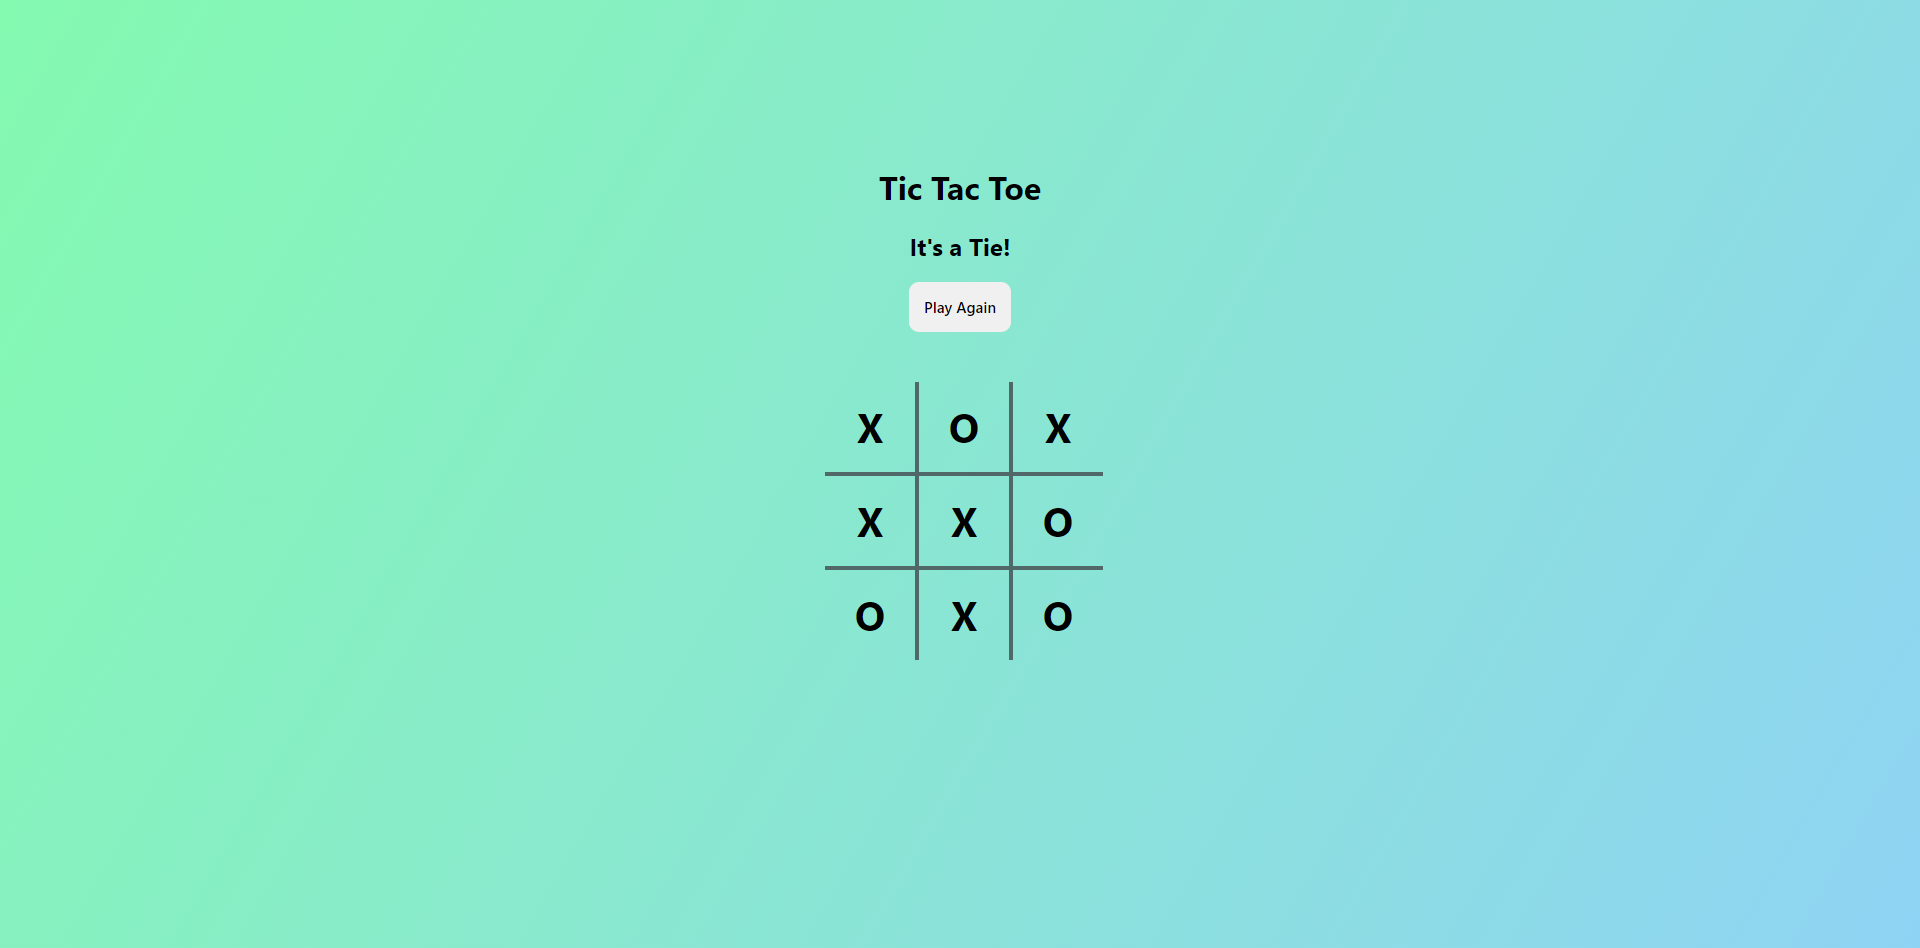 Tic Tac Toe
It's a Tie!
Play Again
X O X
X X O
O X O